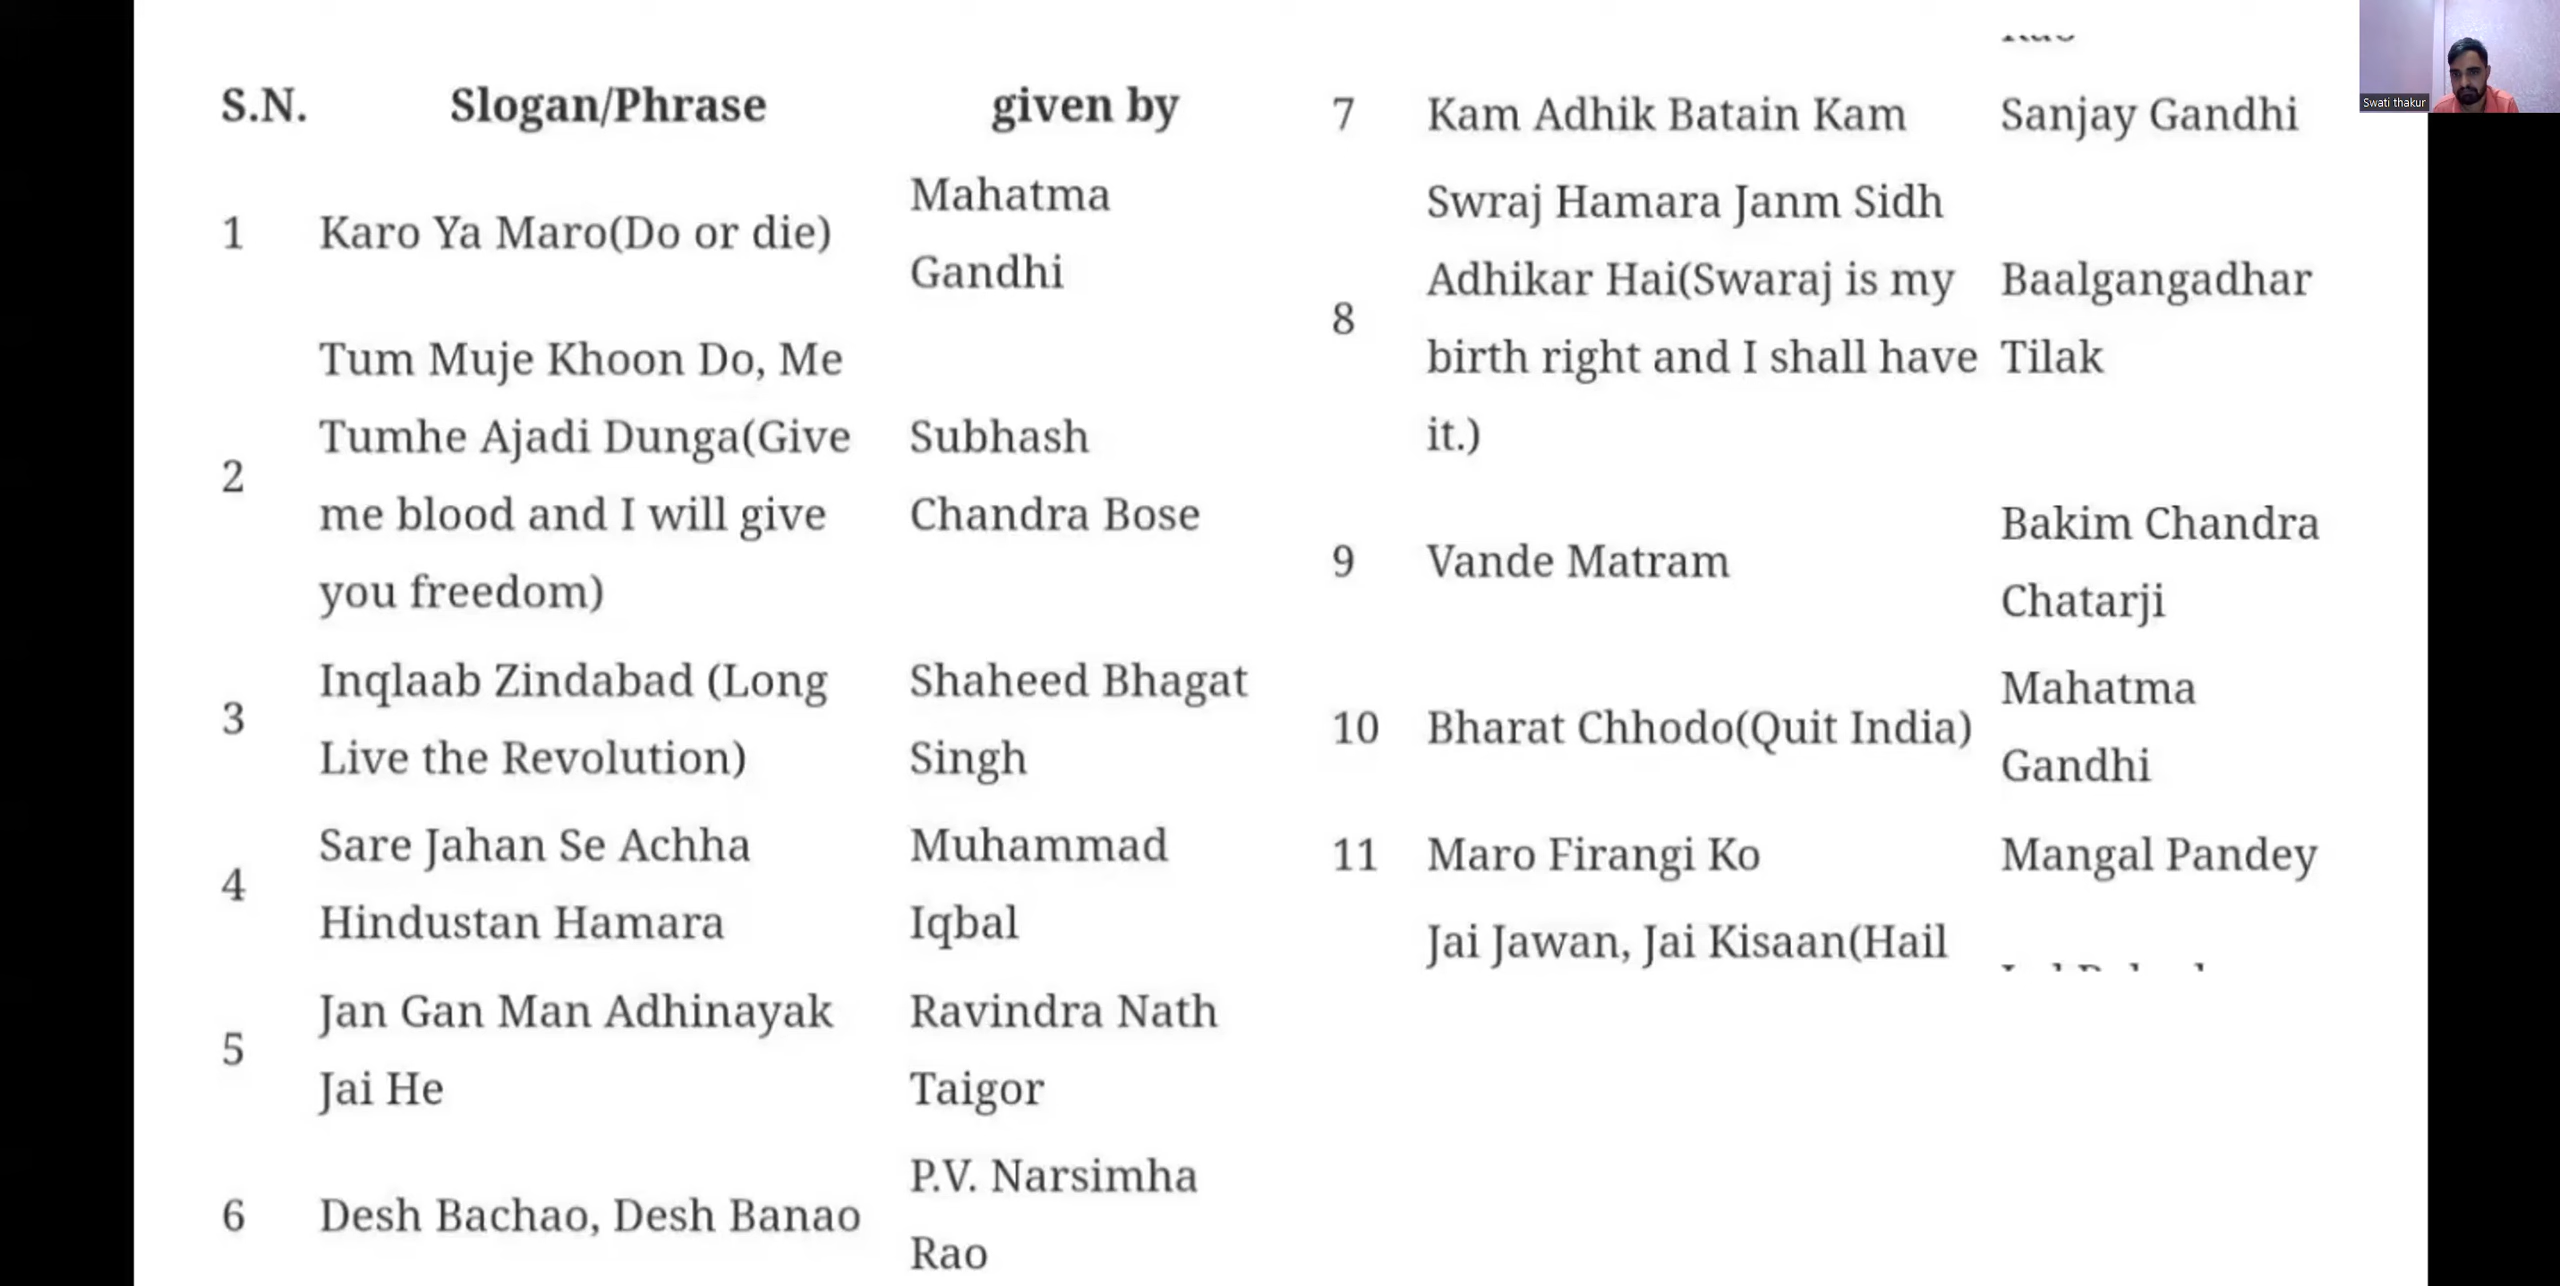 S.N. Slogan/Phrase given by
1 Karo Ya Maro(Do or die) Mahatma
Gandhi
Tum Muje Khoon Do, Me
Tumhe Ajadi Dunga(Give Subhash
2
me blood and I will give Chandra Bose
you freedom)
Inqlaab Zindabad (Long Shaheed Bhagat
3
Live the Revolution) Singh
Sare Jahan Se Achha Muhammad
4
Hindustan Hamara Iqbal
Jan Gan Man Adhinayak Ravindra Nath
5
Jai He Taigor
6 Desh Bachao, Desh Banao P.V. Narsimha
Rao
7 Kam Adhik Batain Kam Sanjay Gandhi
Swraj Hamara Janm Sidh
Adhikar Hai(Swaraj is my Baalgangadhar
8
birth right and I shall have Tilak
it.)
9 Vande Matram Bakim Chandra
Chatarji
10 Bharat Chhodo(Quit India) Mahatma
Gandhi
11 Maro Firangi Ko Mangal Pandey
Jai Jawan, Jai Kisaan(Hail
Swati thakur